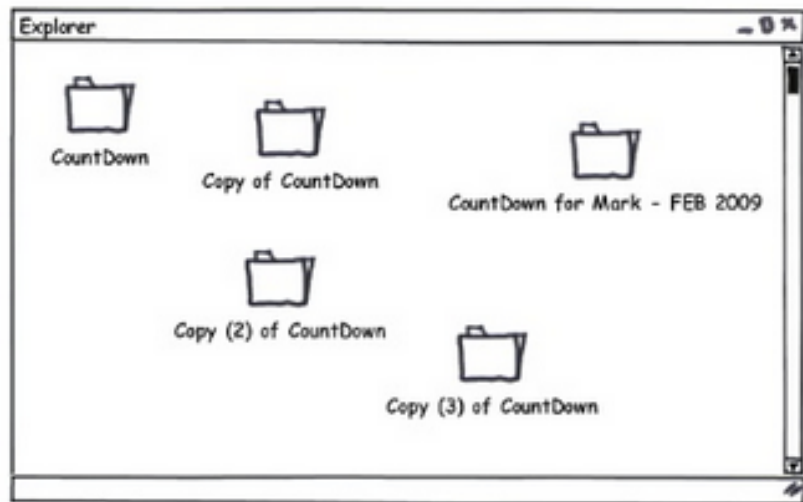 Explorer
CountDown
Copy of CountDown
CountDown for Mark - FEB 2009
Copy (2) of CountDown
Copy (3) of CountDown